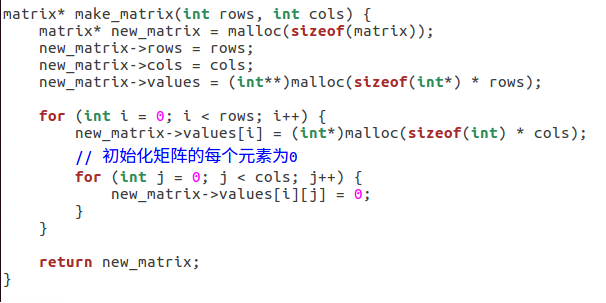 matrix* make_matrix(int rows, int cols) {
    matrix* new_matrix = malloc(sizeof(matrix));
    new_matrix->rows = rows;
    new_matrix->cols = cols;
    new_matrix->values = (int**)malloc(sizeof(int*) * rows);

    for (int i = 0; i < rows; i++) {
        new_matrix->values[i] = (int*)malloc(sizeof(int) * cols);
        // 初始化矩阵的每个元素为0
        for (int j = 0; j < cols; j++) {
            new_matrix->values[i][j] = 0;
        }
    }

    return new_matrix;
}